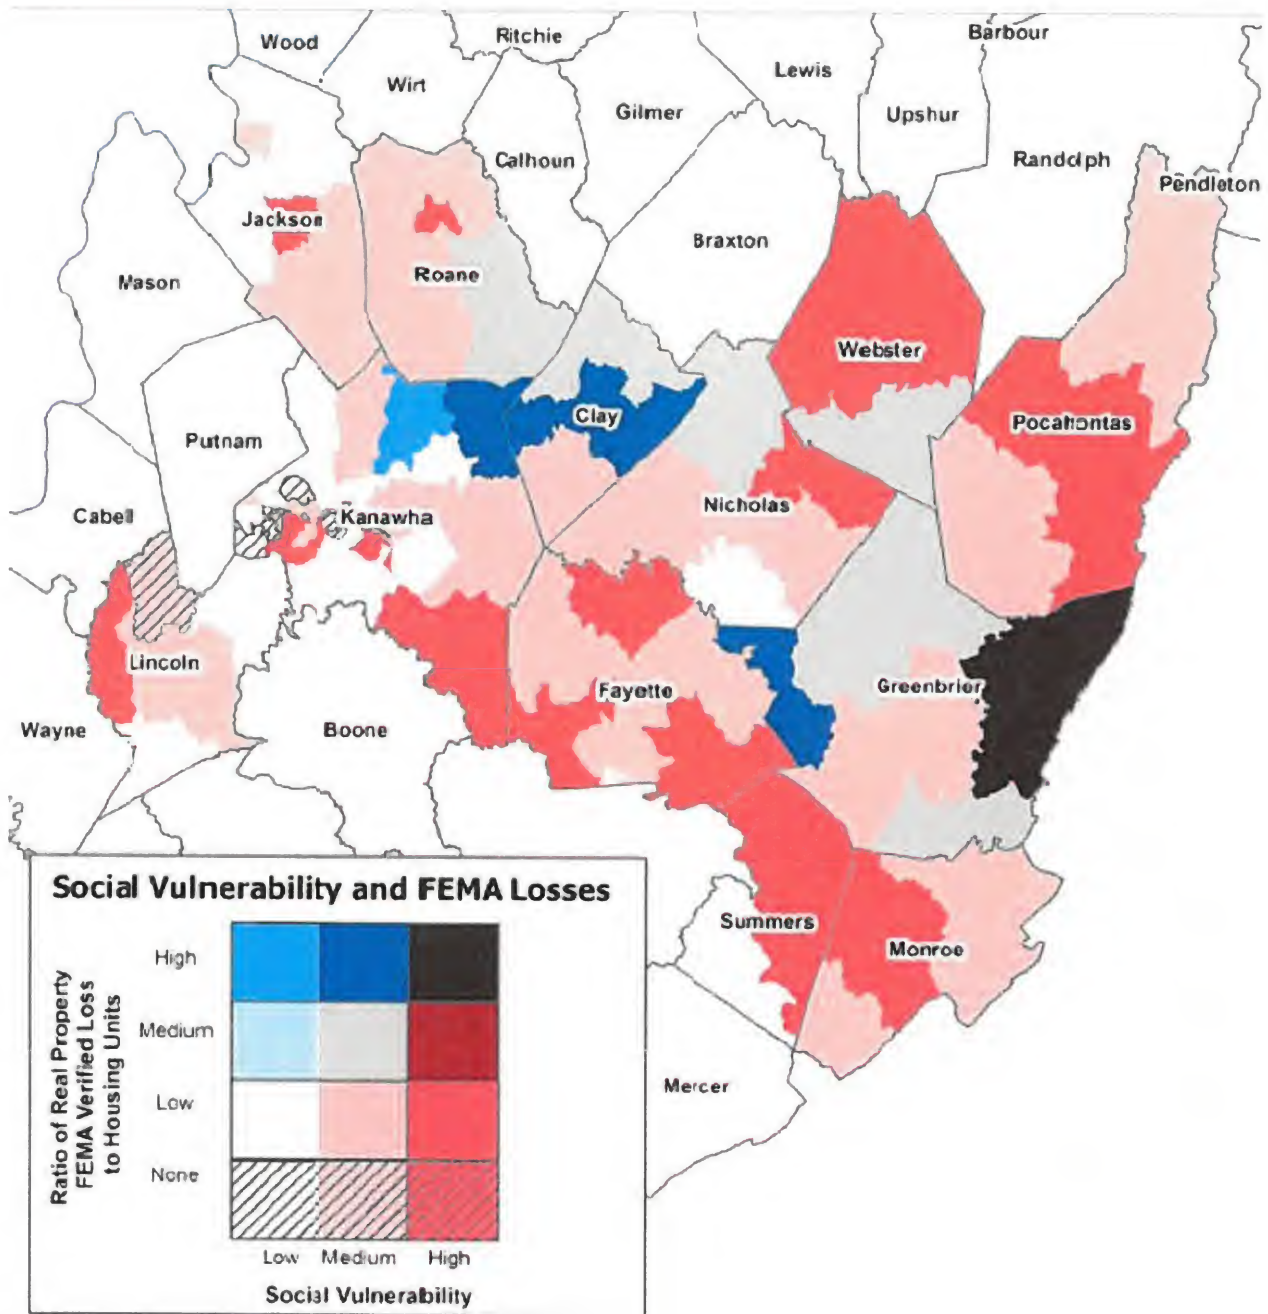 Wood
Ritchie
Barbour
Wirt
Lewis
Gilmer
Upshur
Calhoun
Randolph
Pendleton
Jackson
Braxton
Roane
Mason
Webster
Clay
Pocahontas
Putnam
Nicholas
Cabell
Kanawha
Lincoln
Greenbrier
Fayette
Wayne
Boone
Summers
Monroe
Mercer
Social Vulnerability and FEMA Losses
Ratio of Real Property
FEMA Verified Loss
to Housing Units
High
Medium
Low
None
Low Medium High
Social Vulnerability